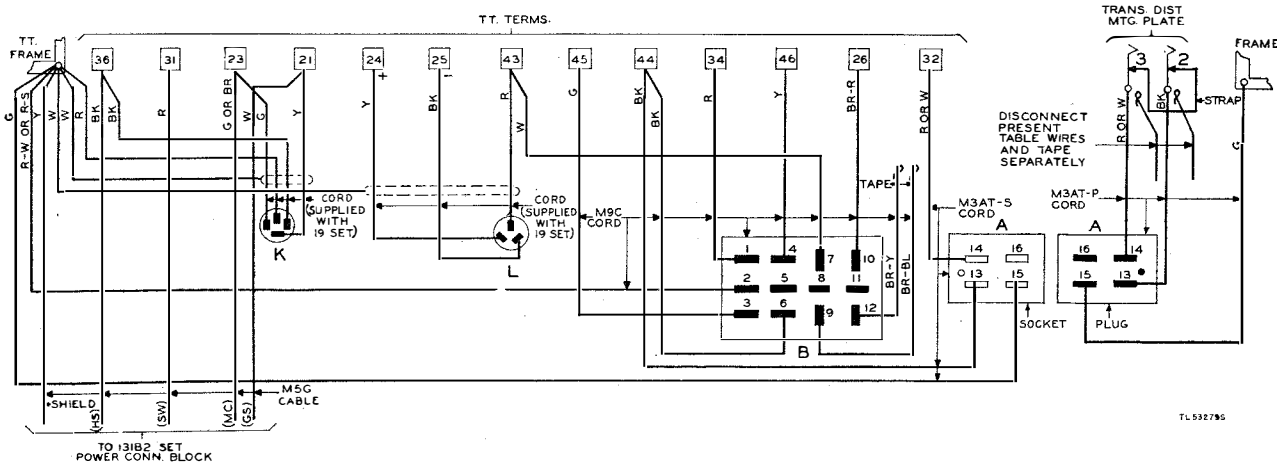 TT. TERMS.
TRANS. DIST
MTG. PLATE
TT.
FRAME
FRAME
36
31
23
21
24
+
25
-
43
45
44
34
46
26
32
3
2
STRAP
G
R-W OR R-S
Y
W
W
R
BK
BK
R
G OR BR
W
G
Y
Y
BK
R
W
G
BK
BK
R
Y
BR-R
R OR W
R OR W
BK
G
DISCONNECT
PRESENT
TABLE WIRES
AND TAPE
SEPARATELY
TAPE
CORD
(SUPPLIED
WITH
19 SET)
K
CORD
(SUPPLIED
WITH
19 SET)
L
M9C
CORD
BR-Y
BR-BL
M3AT-S
CORD
M3AT-P
CORD
1
4
7
10
2
5
8
11
3
6
9
12
B
A
14
16
13
15
SOCKET
A
16
14
15
13
PLUG
SHIELD
M5G
CABLE
(HS)
(SW)
(MC)
(GS)
TO 131B2 SET
POWER CONN. BLOCK
TL53279S